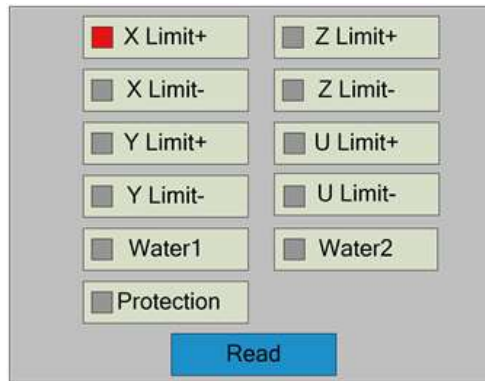 X Limit+ Z Limit+
X Limit- Z Limit-
Y Limit+ U Limit+
Y Limit- U Limit-
Water1 Water2
Protection
Read